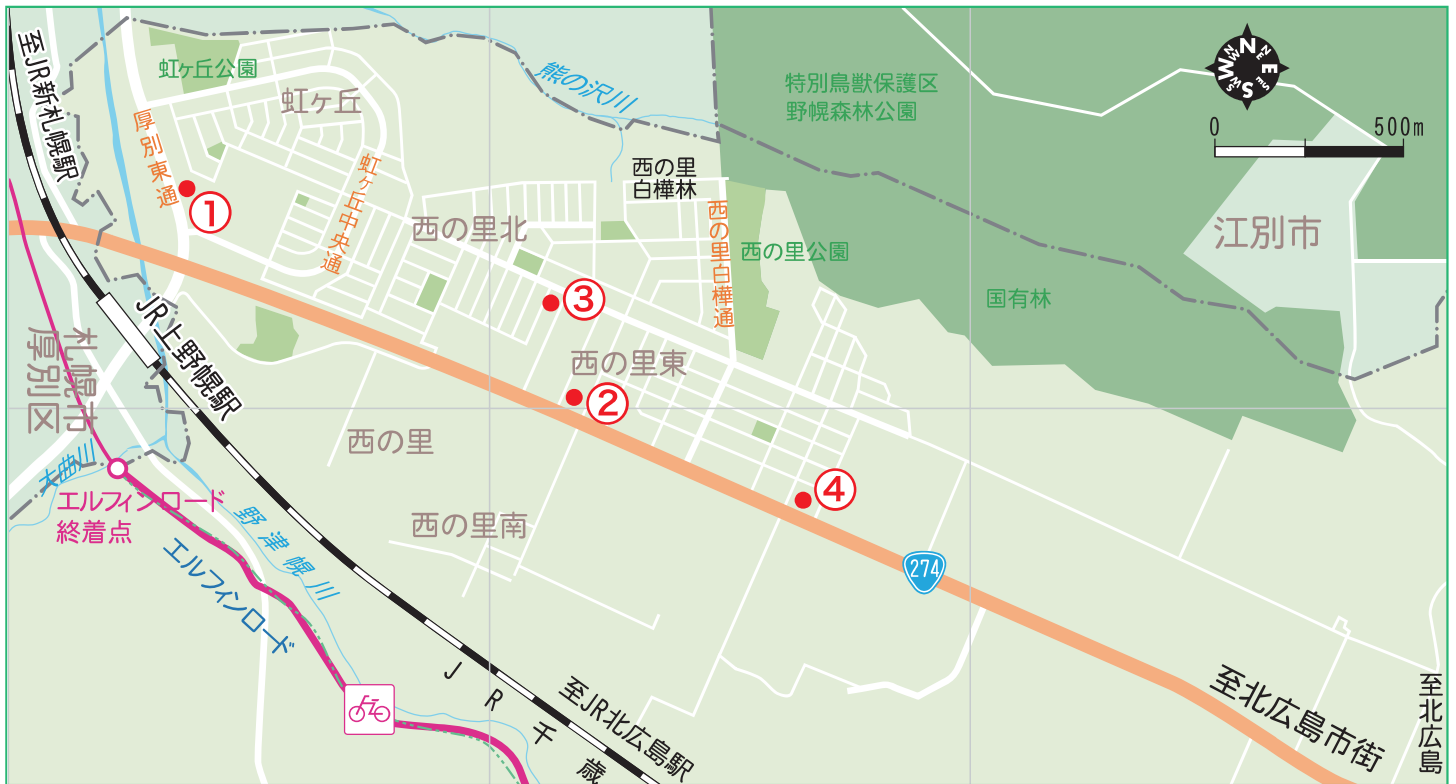 至JR新札幌駅
虹ヶ丘公園
虹ヶ丘
厚別東通
①
虹ヶ丘中央通
熊の沢川
特別鳥獣保護区
野幌森林公園
N
NE
E
SE
S
SW
W
NW
0
500m
西の里
白樺林
西の里北
西の里白樺通
西の里公園
江別市
国有林
③
西の里東
②
JR上野幌駅
札幌市
厚別区
西の里
大曲川
エルフィンロード
終着点
④
西の里南
野津幌川
エルフィンロード
274
JR千歳
至JR北広島駅
至北広島市街
至北広島